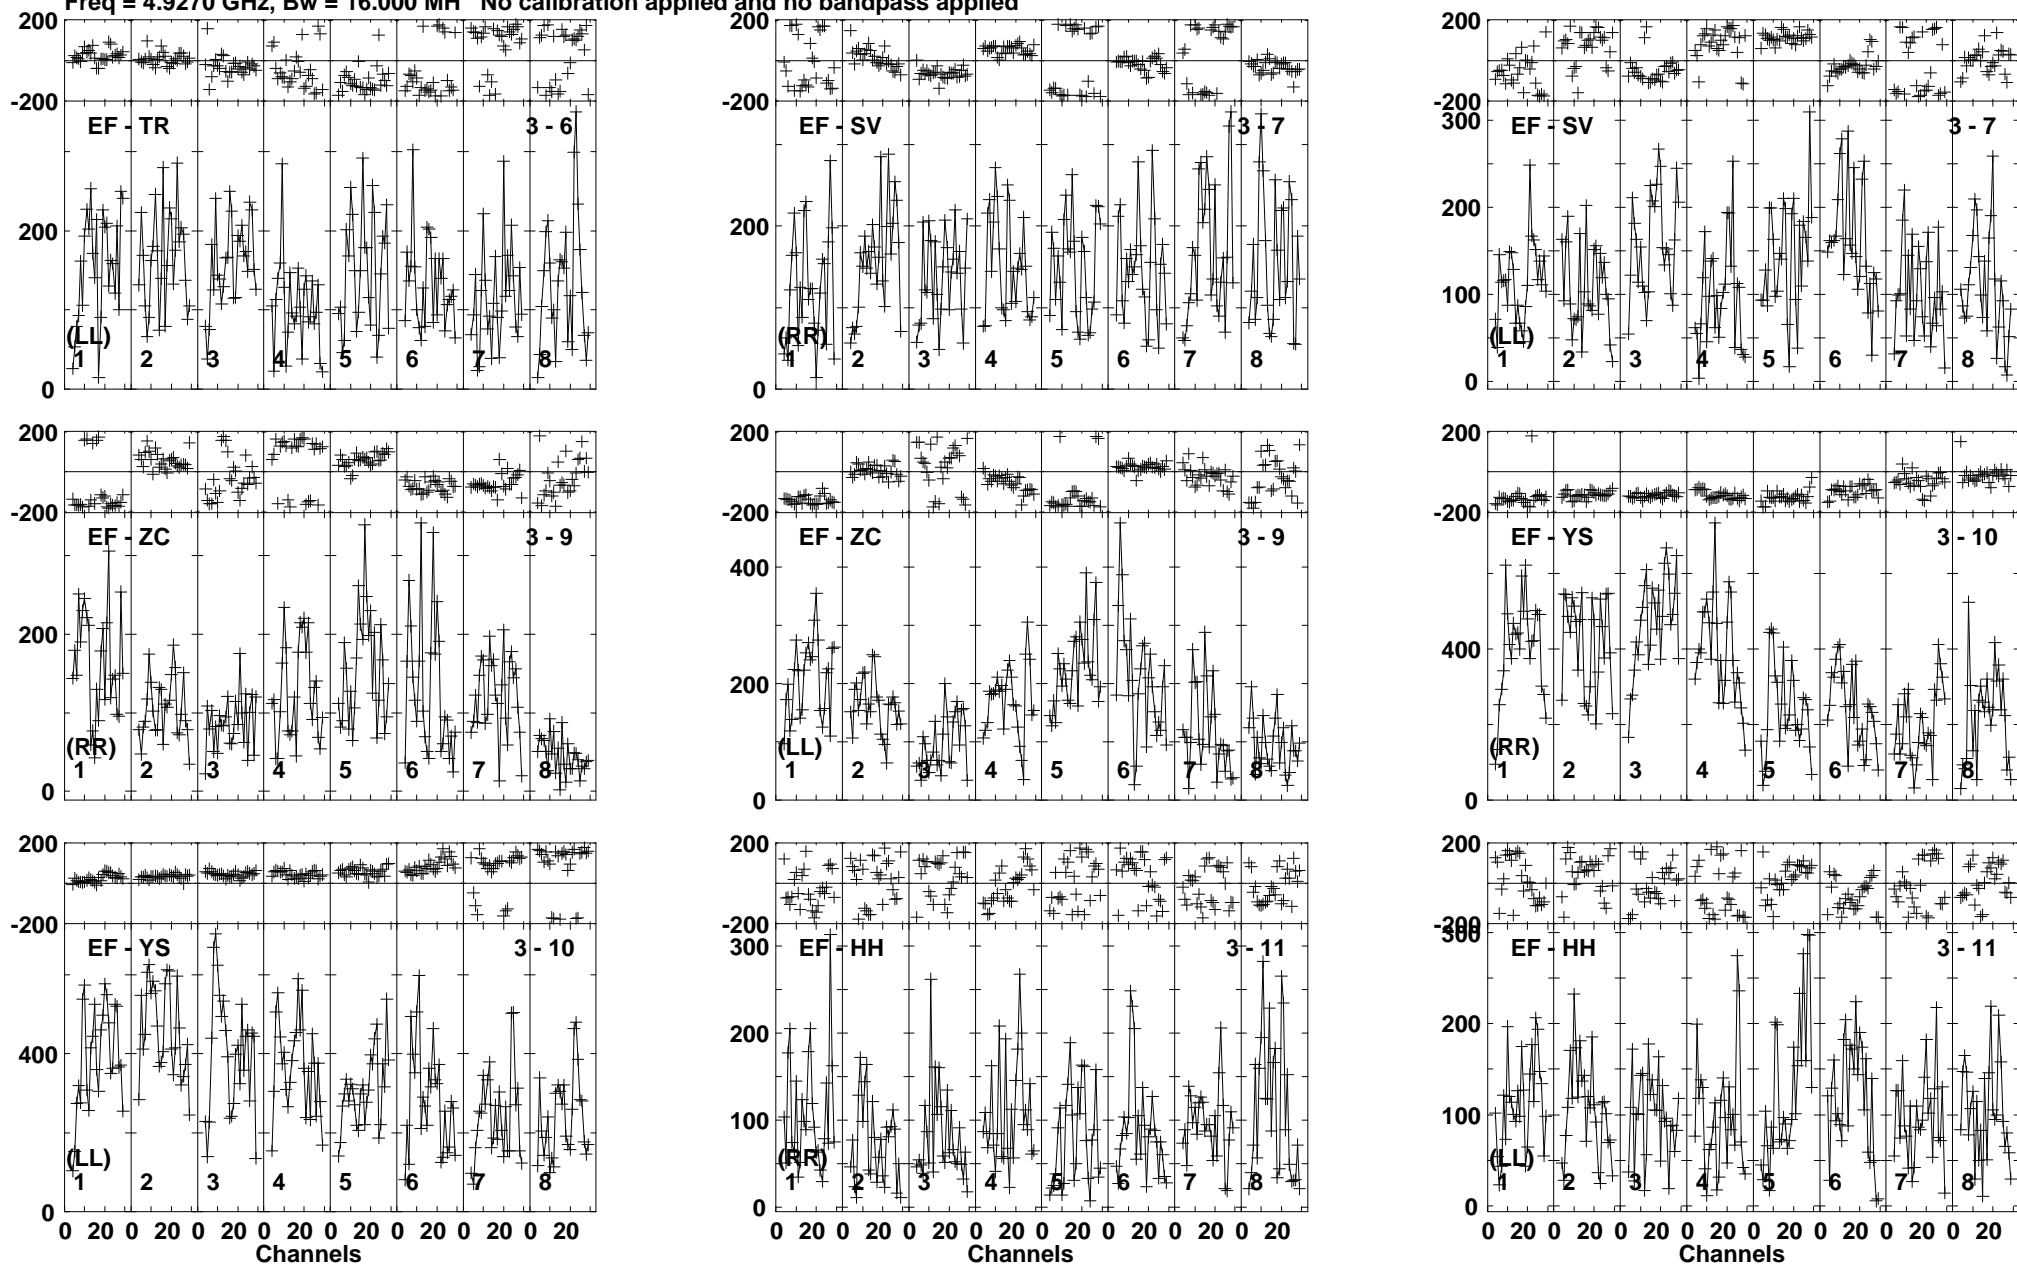 Freq = 4.9270 GHz, Bw = 16.000 MH No calibration applied and no bandpass applied
200 200 200
-200 -200 -200
EF - TR 3 - 6 EF - SV 3 - 7 300 EF - SV 3 - 7
200 200 200
100
(LL) (RR) (LL)
1 2 3 4 5 6 7 8 1 2 3 4 5 6 7 8 1 2 3 4 5 6 7 8
0 0 0
200 200 200
-200 -200 -200
EF - ZC 3 - 9 EF - ZC 3 - 9 EF - YS 3 - 10
400
200 200 400
(RR) (LL) (RR)
1 2 3 4 5 6 7 8 1 2 3 4 5 6 7 8 1 2 3 4 5 6 7 8
0 0 0
200 200 200
-200 -200 -200
EF - YS 3 - 10 300 EF - HH 3 - 11 300 EF - HH 3 - 11
400 200 200
100 100
(LL) (RR) (LL)
1 2 3 4 5 6 7 8 1 2 3 4 5 6 7 8 1 2 3 4 5 6 7 8
0 0 0
0 20 0 20 0 20 0 20 0 20 0 20 0 20 0 20 0 20 0 20 0 20 0 20 0 20 0 20 0 20 0 20 0 20 0 20 0 20 0 20 0 20 0 20 0 20 0 20
Channels Channels Channels